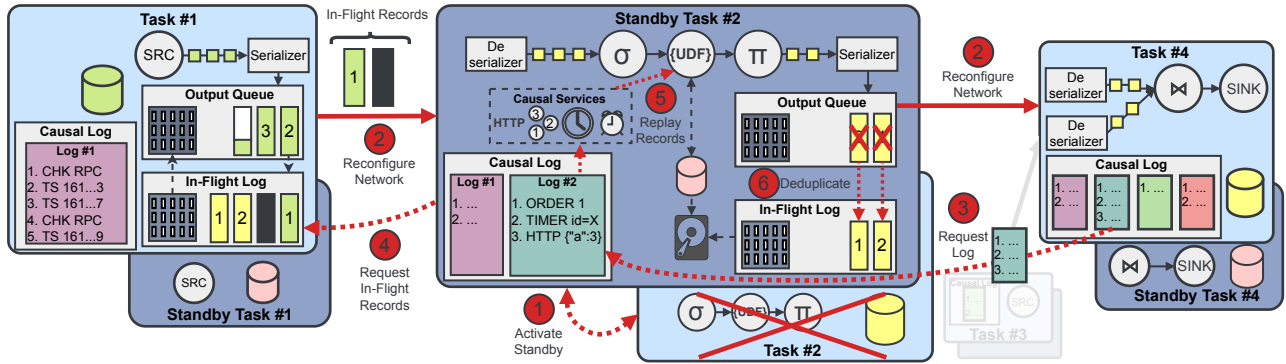 Task #1
SRC
Serializer
Output Queue
3
2
Causal Log
Log #1
1. CHK RPC
2. TS 161...3
3. TS 161...7
4. CHK RPC
5. TS 161...9
In-Flight Log
1
2
1
SRC
Standby Task #1
In-Flight Records
1
2
Reconfigure
Network
4
Request
In-Flight
Records
1
Activate
Standby
Standby Task #2
De
serializer
σ
{UDF}
Π
Serializer
Causal Services
HTTP
3
2
1
5
Replay
Records
Output Queue
Causal Log
Log #1
1. ...
2. ...
Log #2
1. ORDER 1
2. TIMER id=X
3. HTTP {"a":3}
6
Deduplicate
In-Flight Log
1
2
σ
{UDF}
Π
Task #2
2
Reconfigure
Network
3
Request
Log
1. ...
2. ...
3. ...
Causal Log
1. ...
2. ...
SRC
Task #3
Task #4
De
serializer
De
serializer
⋈
SINK
Causal Log
1. ...
2. ...
1. ...
2. ...
3. ...
1. ...
1. ...
2. ...
⋈
SINK
Standby Task #4